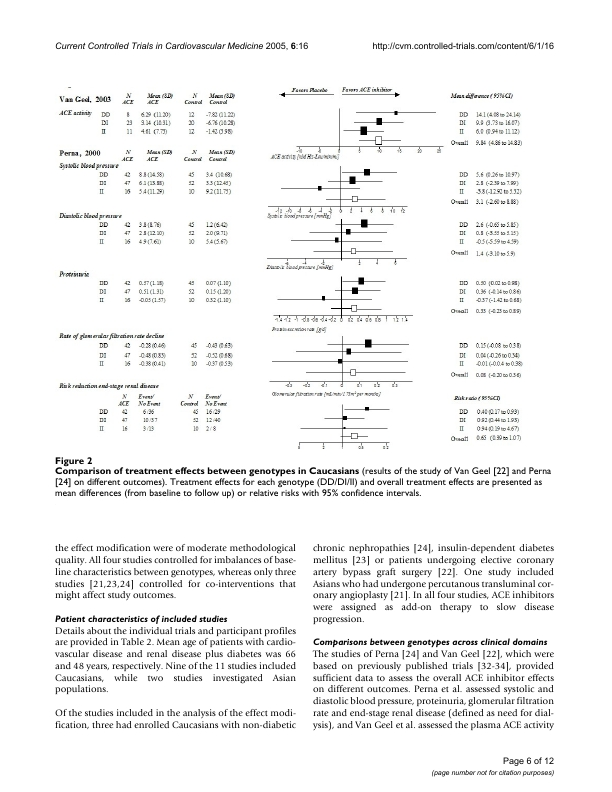 Current Controlled Trials in Cardiovascular Medicine 2005, 6:16
http://cvm.controlled-trials.com/content/6/1/16
Favors Placebo Favors ACE inhibitor
Van Geel, 2003 N ACE Mean (SD) ACE N Control Mean (SD) Control Mean difference (95%CI)
ACE activity DD 8 6.29 (11.20) 12 -7.82 (11.22) DD 14.1 (4.08 to 24.14)
DI 23 3.14 (10.31) 20 -6.76 (10.28) DI 9.9 (3.73 to 16.07)
II 11 4.61 (7.73) 12 -1.42 (3.98) II 6.0 (0.94 to 11.12)
Overall 9.84 (4.86 to 14.83)
-10 -5 0 5 10 15 20 25
Perna, 2000 N ACE Mean (SD) ACE N Control Mean (SD) Control
Systolic blood pressure
DD 42 8.8 (14.58) 45 3.4 (10.68) DD 5.6 (0.26 to 10.97)
DI 47 6.1 (13.88) 52 3.3 (12.45) DI 2.8 (-2.39 to 7.99)
II 16 5.4 (11.29) 10 9.2 (11.75) II -3.8 (-12.92 to 5.32)
Overall 3.1 (-2.60 to 8.88)
Systolic blood pressure [mmHg]
Diastolic blood pressure
DD 42 3.8 (8.76) 45 1.2 (6.42) DD 2.6 (-0.65 to 5.85)
DI 47 2.8 (12.10) 52 2.0 (9.71) DI 0.8 (-3.55 to 5.15)
II 16 4.9 (7.61) 10 5.4 (5.67) II -0.5 (-5.59 to 4.59)
Overall 1.4 (-3.10 to 5.9)
Diastolic blood pressure [mmHg]
Proteinuria
DD 42 0.57 (1.18) 45 0.07 (1.10) DD 0.50 (0.02 to 0.98)
DI 47 0.51 (1.31) 52 0.15 (1.20) DI 0.36 (-0.14 to 0.86)
II 16 -0.05 (1.57) 10 0.32 (1.10) II -0.37 (-1.42 to 0.68)
Overall 0.33 (-0.23 to 0.89)
Protein excretion rate [g/d]
Rate of glomerular filtration rate decline
DD 42 -0.28 (0.46) 45 -0.43 (0.63) DD 0.15 (-0.08 to 0.38)
DI 47 -0.48 (0.83) 52 -0.52 (0.68) DI 0.04 (-0.26 to 0.34)
II 16 -0.38 (0.41) 10 -0.37 (0.53) II -0.01 (-0.0.4 to 0.38)
Overall 0.08 (-0.20 to 0.36)
Risk reduction end-stage renal disease
N ACE Event/ No Event N Control Event/ No Event Risk ratio (95%CI)
DD 42 6/36 45 16/29 DD 0.40 (0.17 to 0.93)
DI 47 10/37 52 12/40 DI 0.92 (0.44 to 1.93)
II 16 3/13 10 2/8 II 0.94 (0.19 to 4.67)
Overall 0.65 (0.39 to 1.07)
Figure 2
Comparison of treatment effects between genotypes in Caucasians (results of the study of Van Geel [22] and Perna
[24] on different outcomes). Treatment effects for each genotype (DD/DI/II) and overall treatment effects are presented as
mean differences (from baseline to follow up) or relative risks with 95% confidence intervals.
the effect modification were of moderate methodological
quality. All four studies controlled for imbalances of base-
line characteristics between genotypes, whereas only three
studies [21,23,24] controlled for co-interventions that
might affect study outcomes.
Patient characteristics of included studies
Details about the individual trials and participant profiles
are provided in Table 2. Mean age of patients with cardio-
vascular disease and renal disease plus diabetes was 66
and 48 years, respectively. Nine of the 11 studies included
Caucasians, while two studies investigated Asian
populations.
Of the studies included in the analysis of the effect modi-
fication, three had enrolled Caucasians with non-diabetic
chronic nephropathies [24], insulin-dependent diabetes
mellitus [23] or patients undergoing elective coronary
artery bypass graft surgery [22]. One study included
Asians who had undergone percutanous transluminal cor-
onary angioplasty [21]. In all four studies, ACE inhibitors
were assigned as add-on therapy to slow disease
progression.
Comparisons between genotypes across clinical domains
The studies of Perna [24] and Van Geel [22], which were
based on previously published trials [32-34], provided
sufficient data to assess the overall ACE inhibitor effects
on different outcomes. Perna et al. assessed systolic and
diastolic blood pressure, proteinuria, glomerular filtration
rate and end-stage renal disease (defined as need for dial-
ysis), and Van Geel et al. assessed the plasma ACE activity
Page 6 of 12
(page number not for citation purposes)